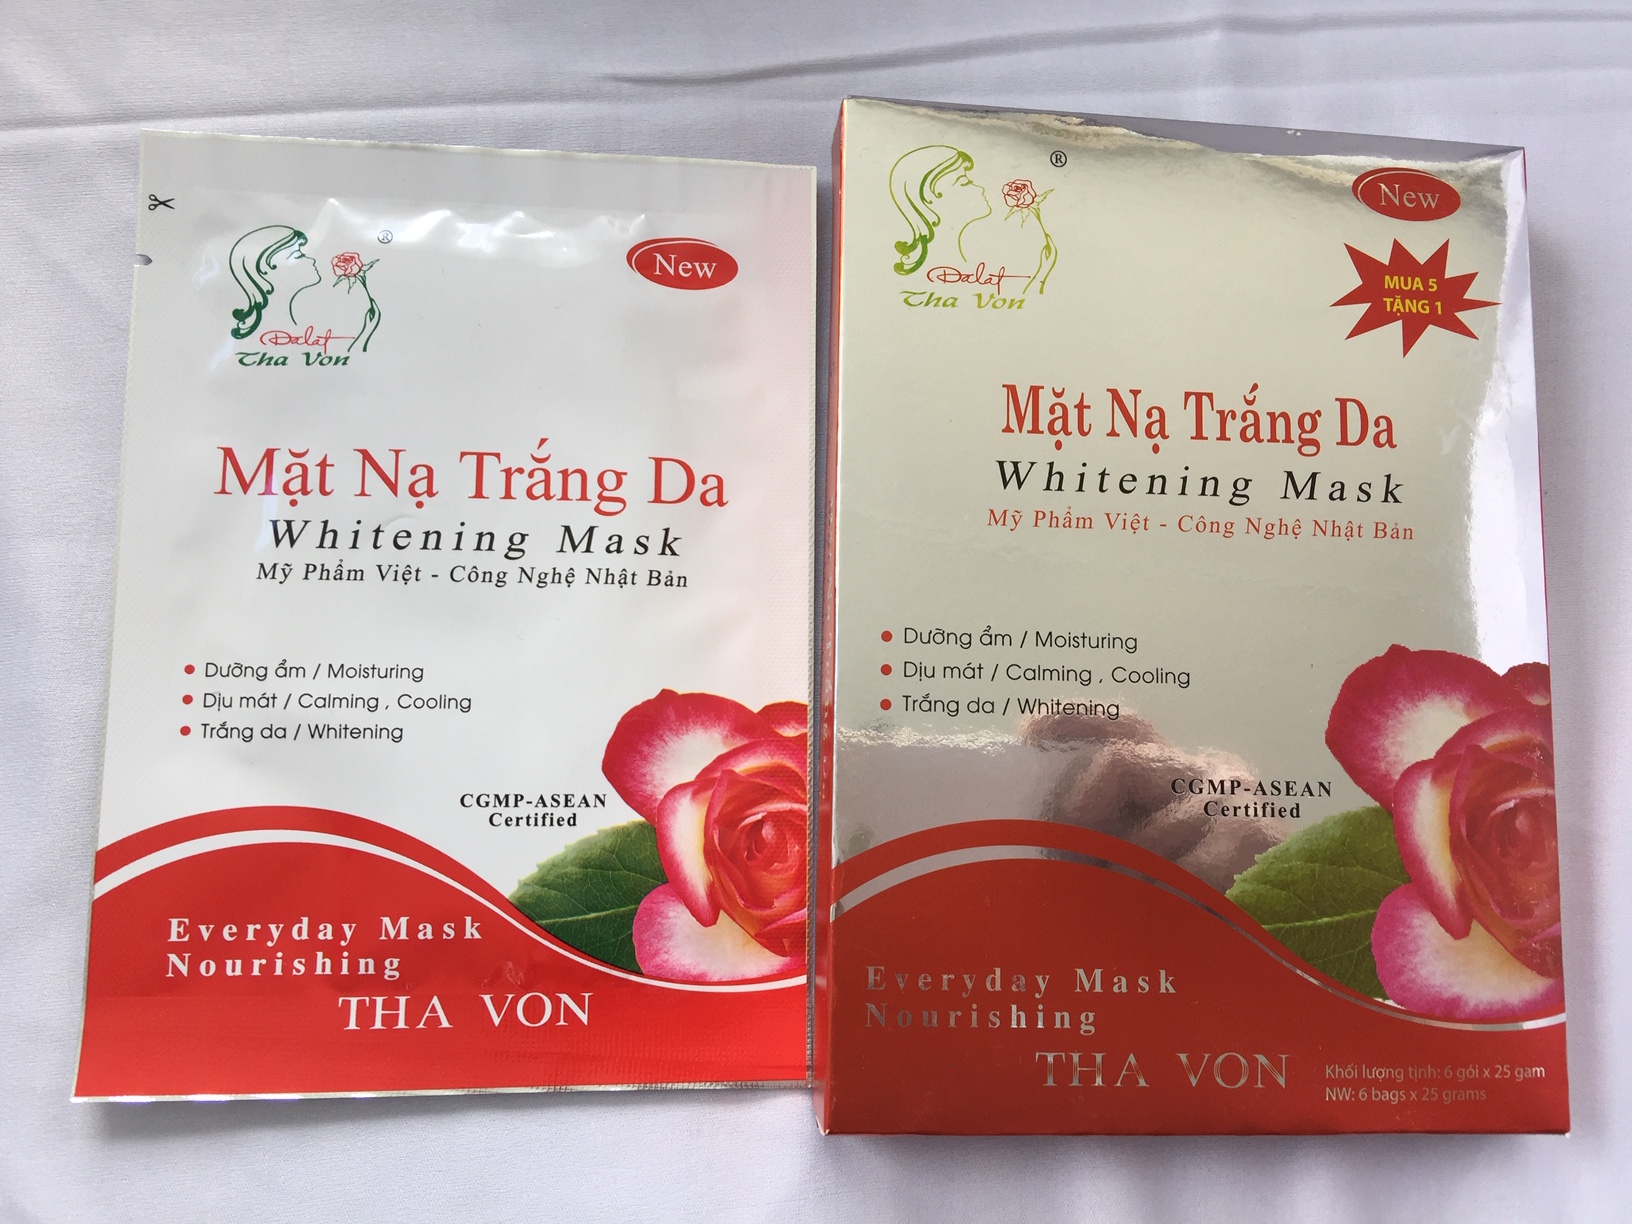 ®
Dalat
Tha Von
New
Mặt Nạ Trắng Da
Whitening Mask
Mỹ Phẩm Việt - Công Nghệ Nhật Bản
Dưỡng ẩm / Moisturing
Dịu mát / Calming , Cooling
Trắng da / Whitening
CGMP-ASEAN
Certified
Everyday Mask
Nourishing
THA VON
®
Dalat
Tha Von
New
MUA 5
TẶNG 1
Mặt Nạ Trắng Da
Whitening Mask
Mỹ Phẩm Việt - Công Nghệ Nhật Bản
Dưỡng ẩm / Moisturing
Dịu mát / Calming , Cooling
Trắng da / Whitening
CGMP-ASEAN
Certified
Everyday Mask
Nourishing
THA VON
Khối lượng tịnh: 6 gói x 25 gam
NW: 6 bags x 25 grams